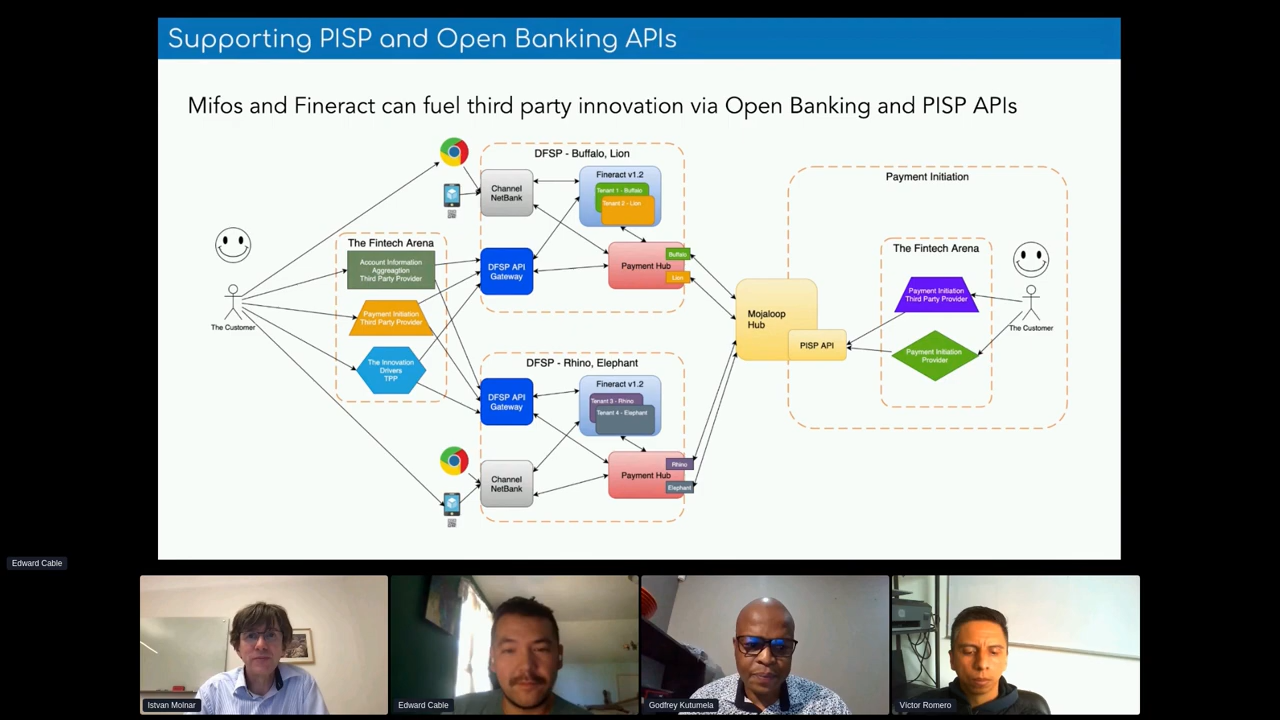 Supporting PISP and Open Banking APIs
Mifos and Fineract can fuel third party innovation via Open Banking and PISP APIs
The Customer
The Fintech Arena
Account Information
Aggreagtion
Third Party Provider
Payment Initiation
Third Party Provider
The Innovation
Drivers
TPP
DFSP - Buffalo, Lion
Channel
NetBank
Fineract v1.2
Tenant 1 - Buffalo
Tenant 2 - Lion
DFSP API
Gateway
Payment Hub
Buffalo
Lion
DFSP - Rhino, Elephant
DFSP API
Gateway
Fineract v1.2
Tenant 3 - Rhino
Tenant 4 - Elephant
Channel
NetBank
Payment Hub
Rhino
Elephant
Mojaloop
Hub
PISP API
Payment Initiation
The Fintech Arena
Payment Initiation
Third Party Provider
Payment Initiation
Provider
The Customer
Edward Cable
Istvan Molnar
Edward Cable
Godfrey Kutumela
Víctor Romero